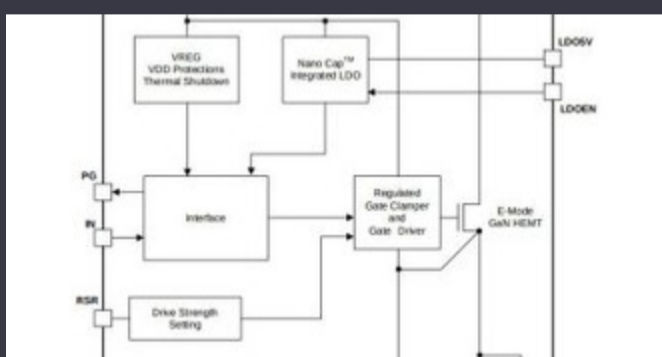 LDO5V
VREG
VDD Protections
Thermal Shutdown
Nano Cap™
Integrated LDO
LDOEN
PG
Interface
Regulated
Gate Clamper
and
Gate Driver
E-Mode
GaN HEMT
IN
RSR
Drive Strength
Setting